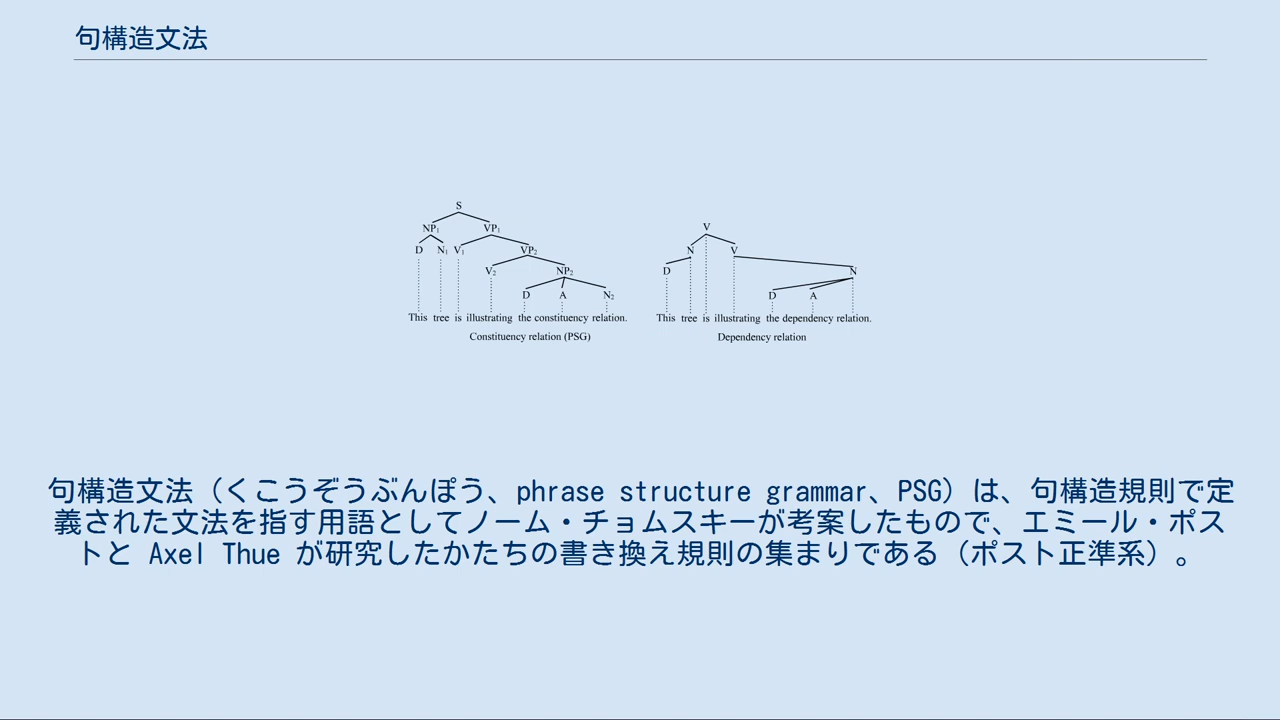 句構造文法
S
NP₁ VP₁
D N₁ V₁ VP₂
V₂ NP₂
D A N₂
This tree is illustrating the constituency relation.
Constituency relation (PSG)
V
N V
D N
D A
This tree is illustrating the dependency relation.
Dependency relation
句構造文法（くこうぞうぶんぽう、phrase structure grammar、PSG）は、句構造規則で定
義された文法を指す用語としてノーム・チョムスキーが考案したもので、エミール・ポス
トと Axel Thue が研究したかたちの書き換え規則の集まりである（ポスト正準系）。